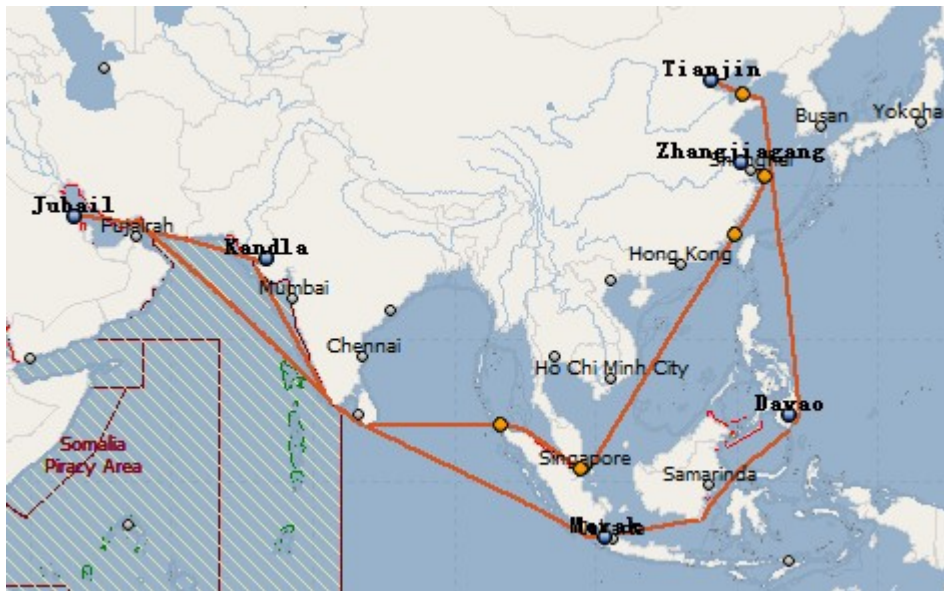 Tianjin
Busan
Yokoha
Zhangjiagang
Shanghai
Jubail
Fujairah
Kandla
Hong Kong
Mumbai
Chennai
Ho Chi Minh City
Davao
Somalia
Piracy Area
Singapore
Samarinda
Merak